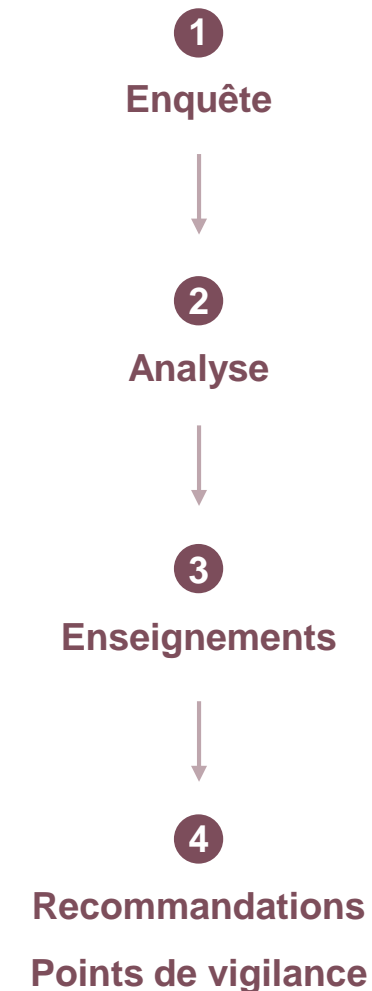 1
Enquête
2
Analyse
3
Enseignements
4
Recommandations
Points de vigilance